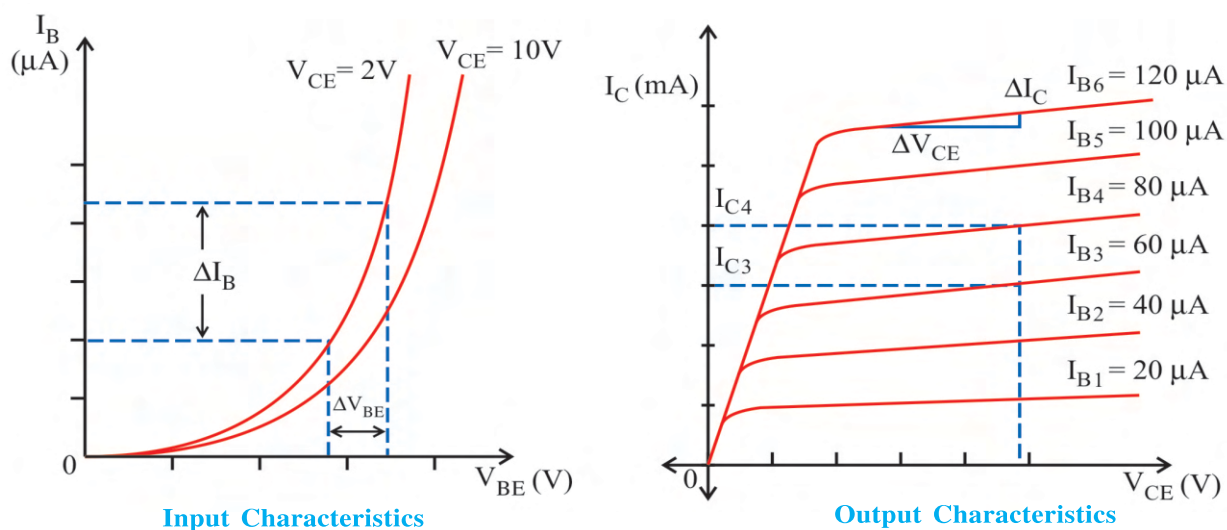 I_B
(μA)
V_CE = 2V
V_CE = 10V
ΔI_B
ΔV_BE
0
V_BE (V)
Input Characteristics
I_C (mA)
I_B6 = 120 μA
ΔI_C
ΔV_CE
I_B5 = 100 μA
I_B4 = 80 μA
I_C4
I_B3 = 60 μA
I_C3
I_B2 = 40 μA
I_B1 = 20 μA
0
V_CE (V)
Output Characteristics